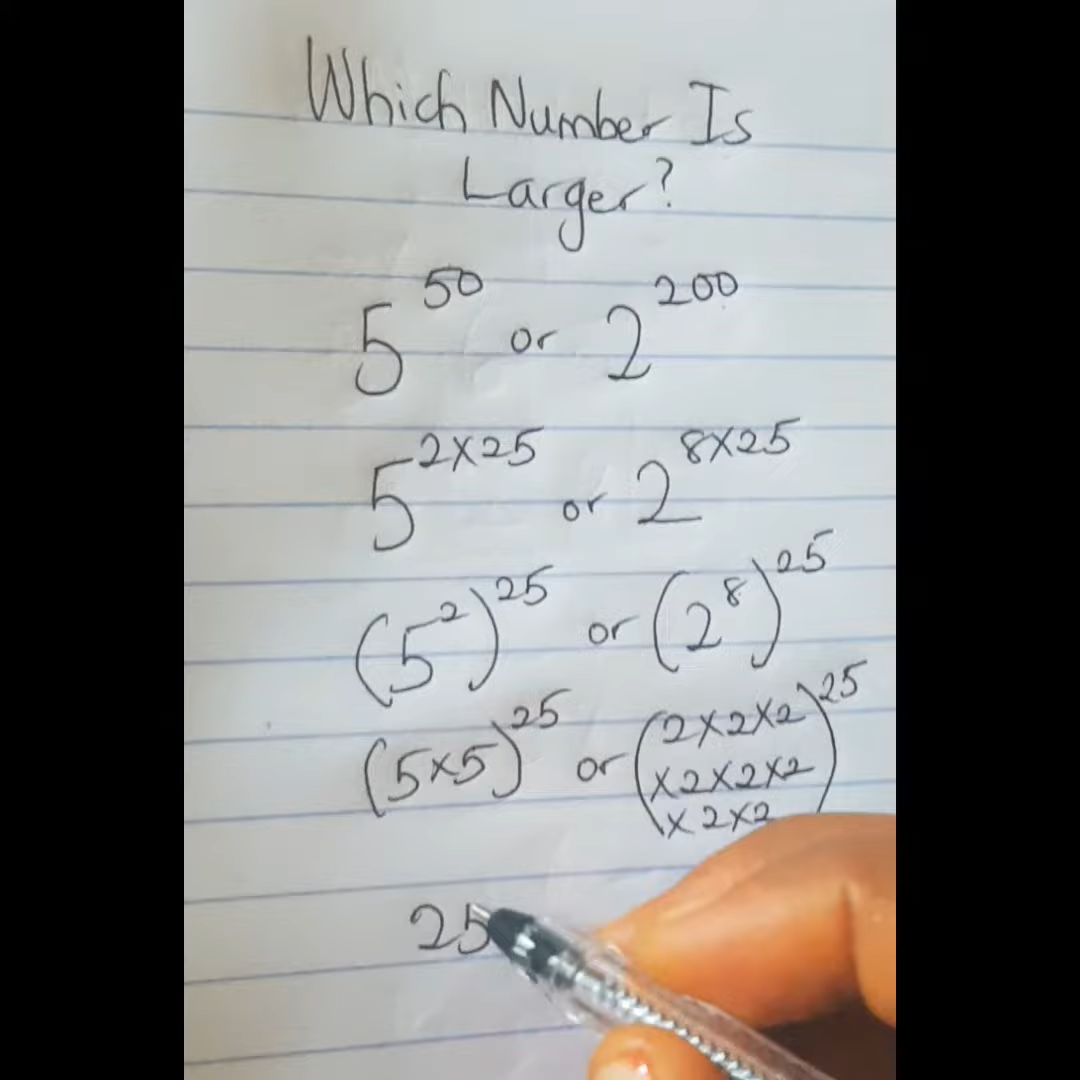 Which Number Is
Larger?
5^50 or 2^200
5^2×25 or 2^8×25
(5^2)^25 or (2^8)^25
(5×5)^25 or (2×2×2
×2×2×2
×2×2)^25
25